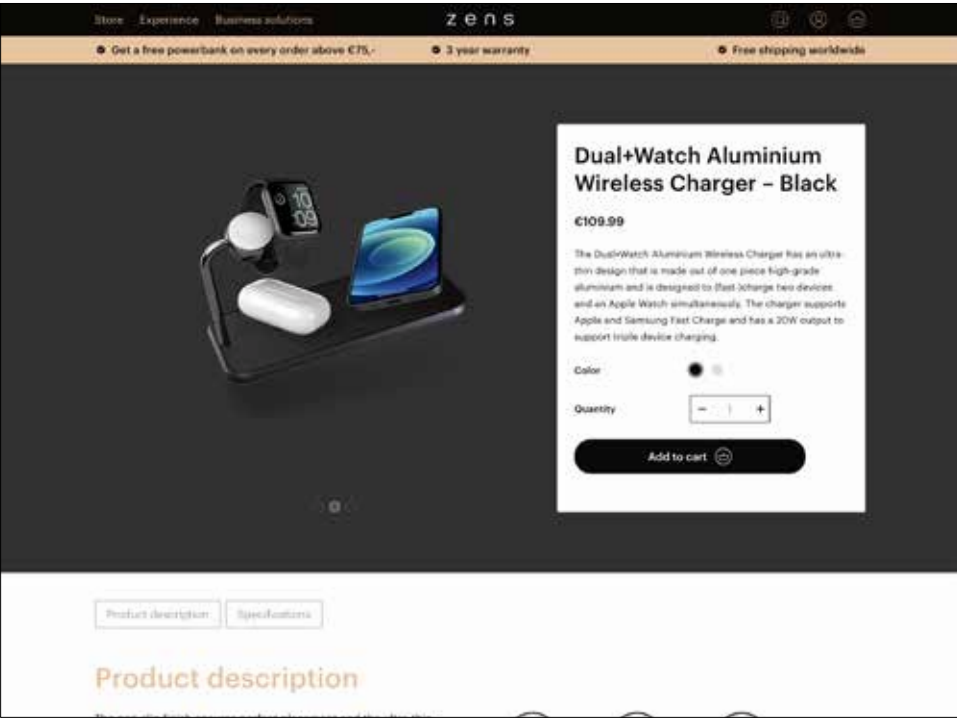 Store Experience Business solutions
zens
Get a free powerbank on every order above €75,-
3 year warranty
Free shipping worldwide
10
09
Dual+Watch Aluminium
Wireless Charger – Black
€109.99
The Dual+Watch Aluminium Wireless Charger has an ultra-
thin design that is made out of one piece high-grade
aluminium and is designed to (fast-)charge two devices
and an Apple Watch simultaneously. The charger supports
Apple and Samsung Fast Charge and has a 20W output to
support triple device charging.
Color
Quantity
− 1 +
Add to cart
Product description
Specifications
Product description